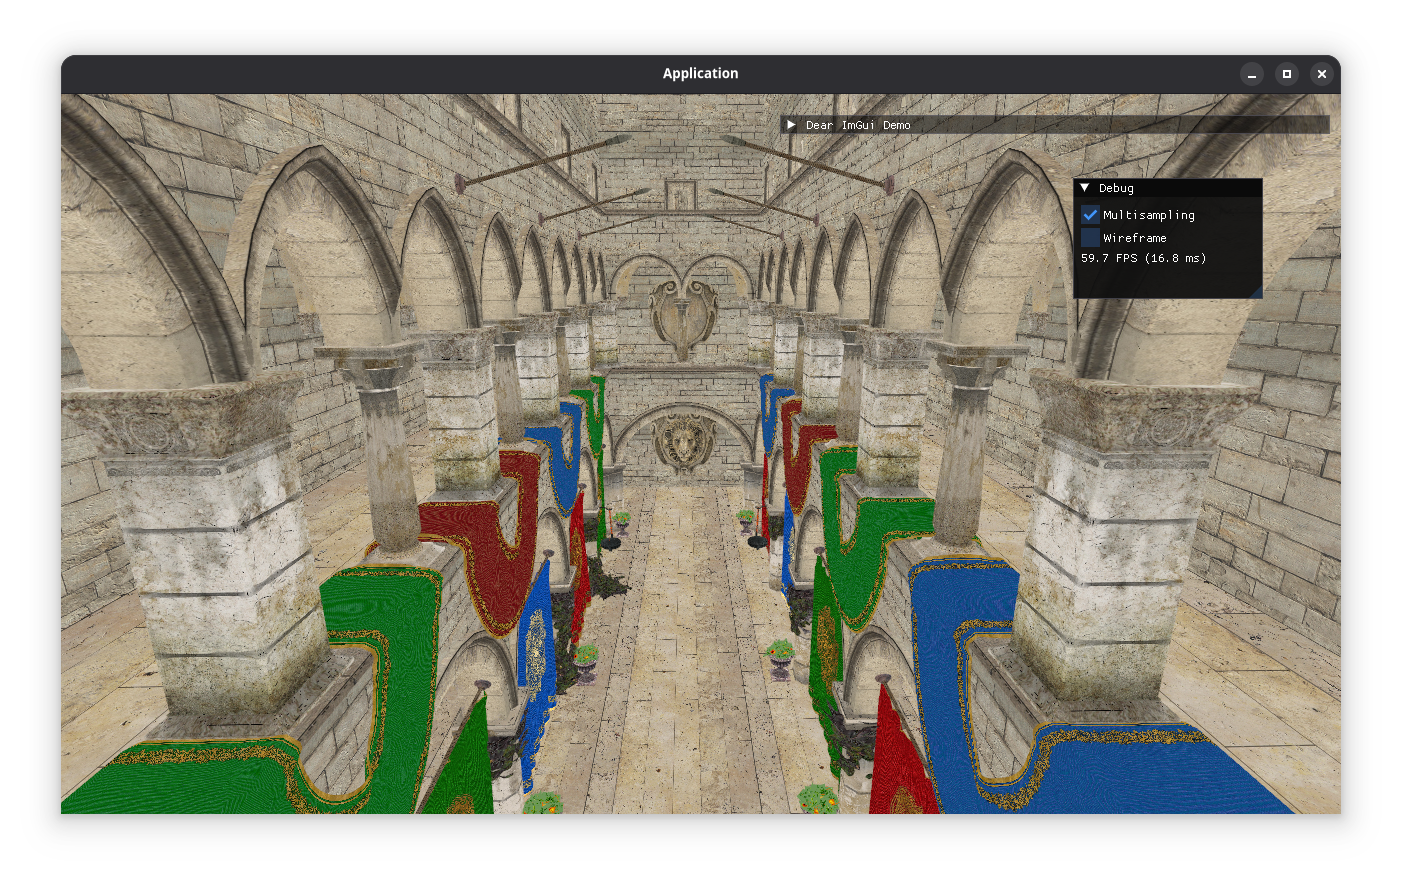 Application
Dear ImGui Demo
Debug
Multisampling
Wireframe
59.7 FPS (16.8 ms)